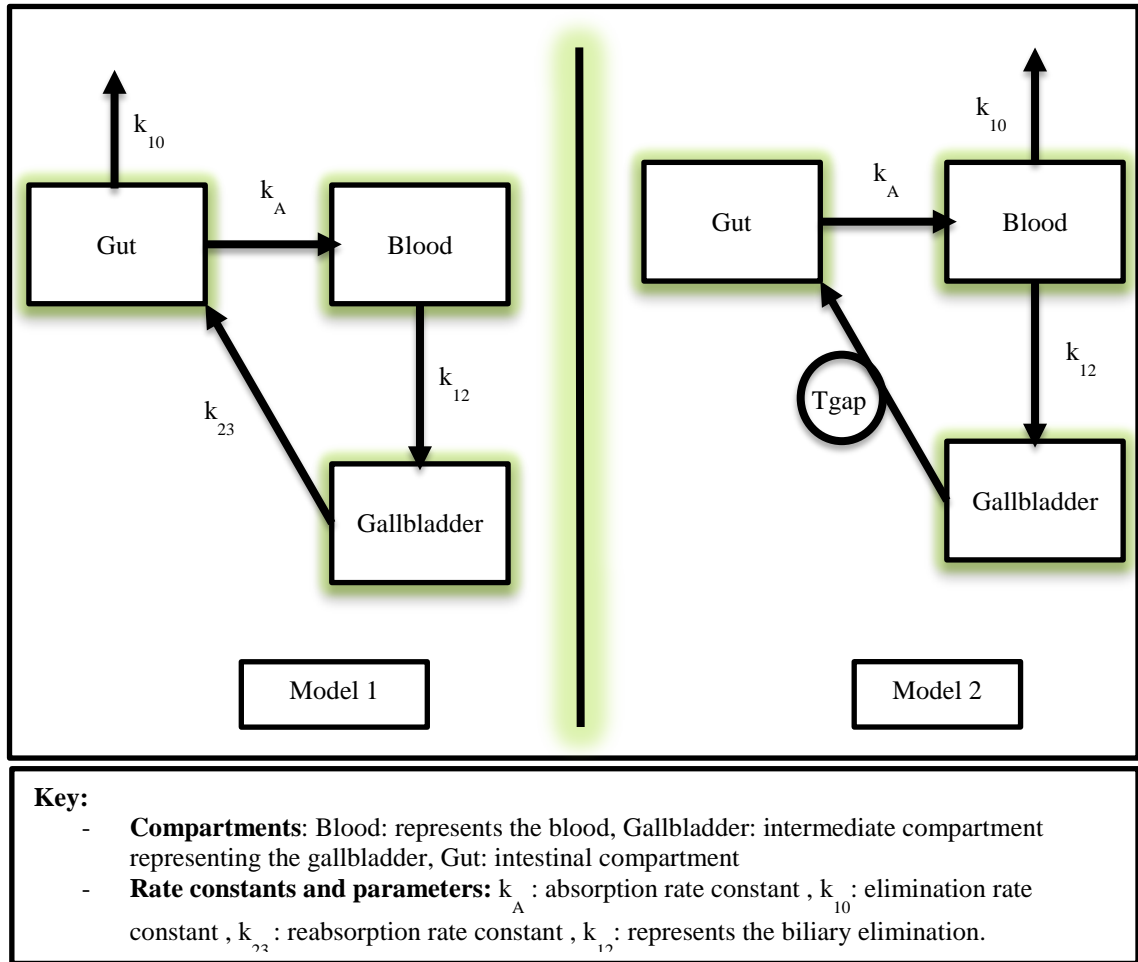 k10
kA
Gut
Blood
k12
k23
Gallbladder
Model 1
k10
kA
Gut
Blood
k12
Tgap
Gallbladder
Model 2
Key:
- Compartments: Blood: represents the blood, Gallbladder: intermediate compartment
representing the gallbladder, Gut: intestinal compartment
- Rate constants and parameters: kA : absorption rate constant , k10: elimination rate
constant , k23 : reabsorption rate constant , k12: represents the biliary elimination.